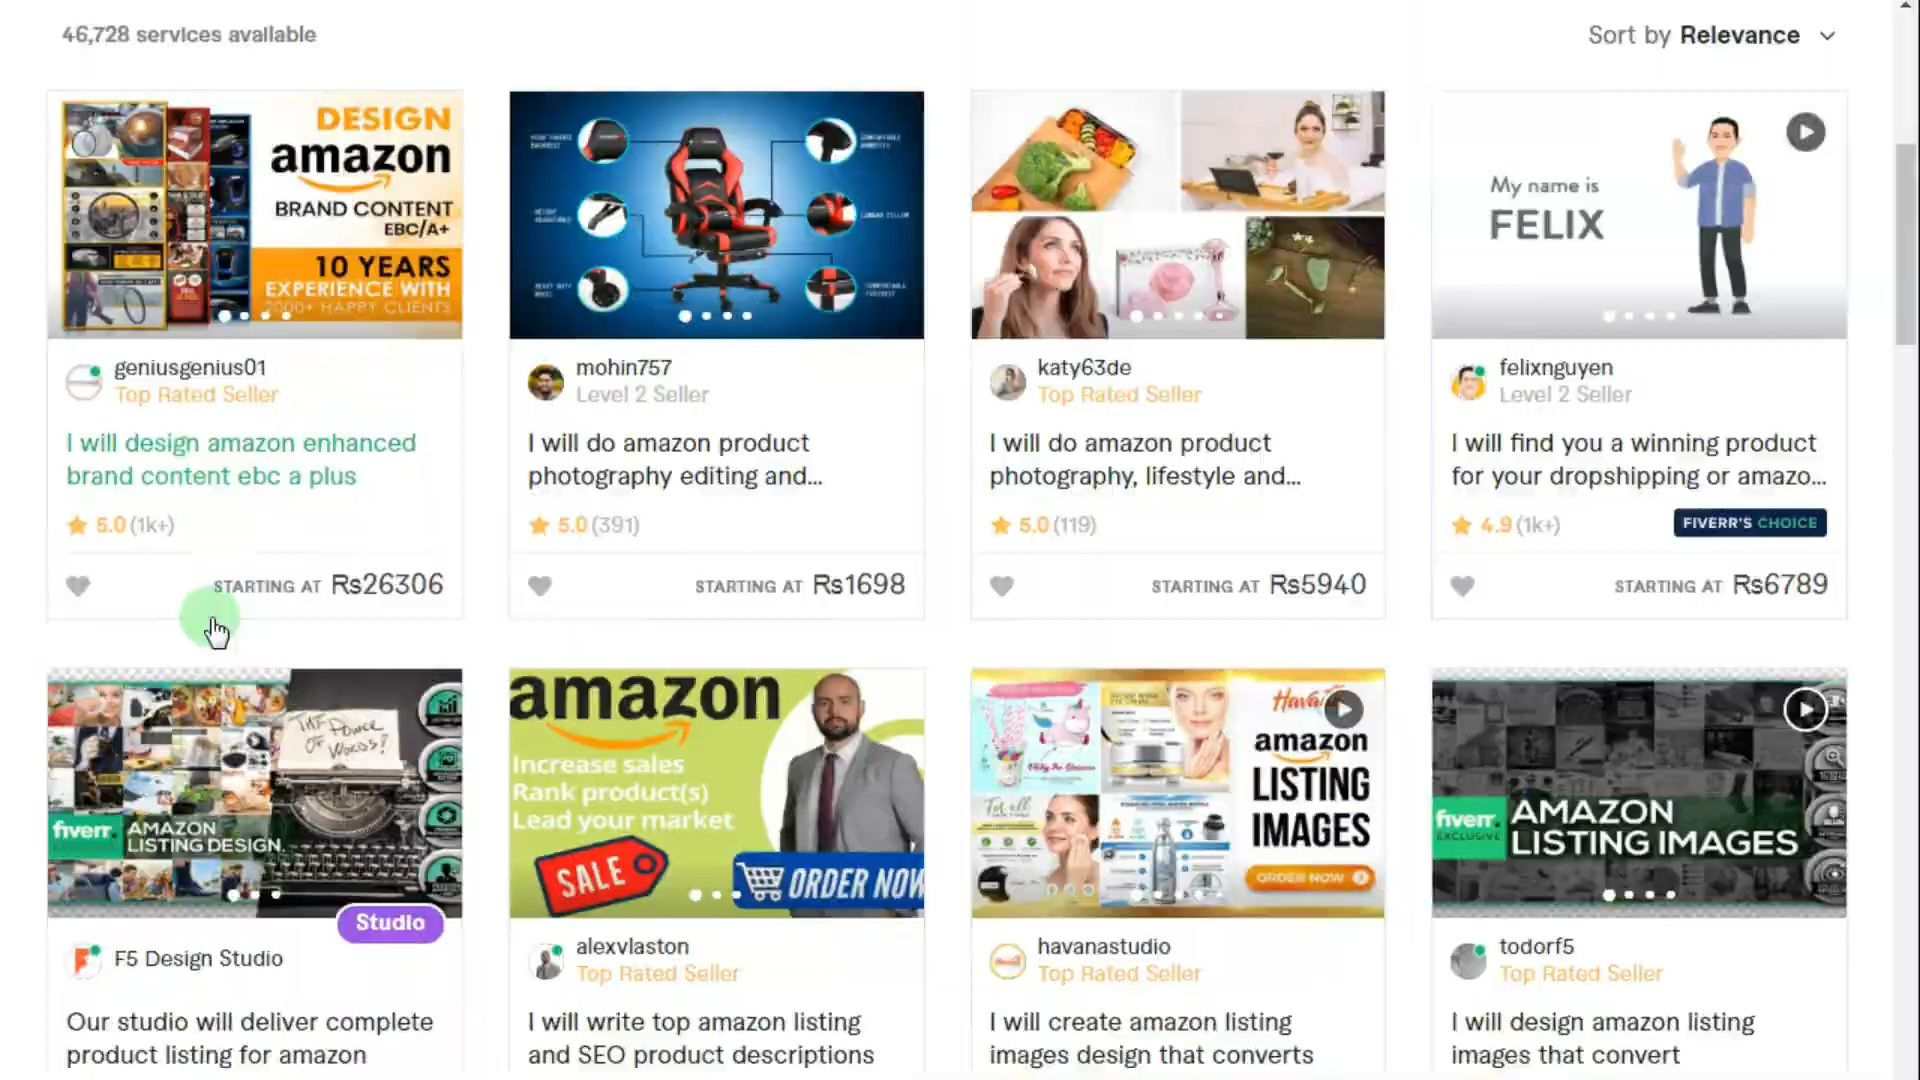 46,728 services available
Sort by Relevance
DESIGN
amazon
BRAND CONTENT
EBC/A+
10 YEARS
EXPERIENCE WITH
2000+ HAPPY CLIENTS
My name is
FELIX
geniusgenius01
Top Rated Seller
I will design amazon enhanced
brand content ebc a plus
5.0 (1k+)
STARTING AT Rs26306
mohin757
Level 2 Seller
I will do amazon product
photography editing and...
5.0 (391)
STARTING AT Rs1698
katy63de
Top Rated Seller
I will do amazon product
photography, lifestyle and...
5.0 (119)
STARTING AT Rs5940
felixnguyen
Level 2 Seller
I will find you a winning product
for your dropshipping or amazo...
4.9 (1k+)
FIVERR'S CHOICE
STARTING AT Rs6789
THE POWER
OF WORDS!
fiverr.
AMAZON
LISTING DESIGN.
Studio
F5 Design Studio
Our studio will deliver complete
product listing for amazon
amazon
Increase sales
Rank product(s)
Lead your market
SALE
ORDER NOW
alexvlaston
Top Rated Seller
I will write top amazon listing
and SEO product descriptions
amazon
LISTING
IMAGES
ORDER NOW
havanastudio
Top Rated Seller
I will create amazon listing
images design that converts
fiverr.
EXCLUSIVE
AMAZON
LISTING IMAGES
todorf5
Top Rated Seller
I will design amazon listing
images that convert